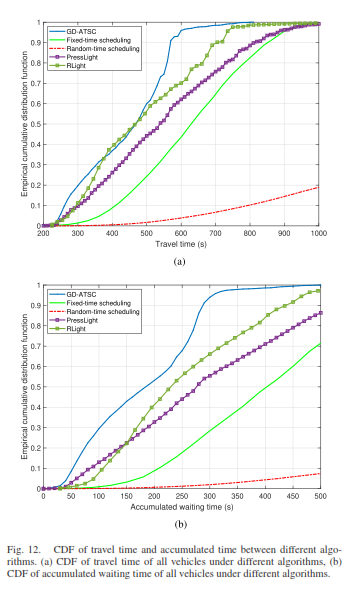 1
0.9
0.8
0.7
0.6
0.5
0.4
0.3
0.2
0.1
0
Empirical cumulative distribution function
GD-ATSC
Fixed-time scheduling
Random-time scheduling
PressLight
RLight
200 300 400 500 600 700 800 900 1000
Travel time (s)
(a)
1
0.9
0.8
0.7
0.6
0.5
0.4
0.3
0.2
0.1
0
Empirical cumulative distribution function
GD-ATSC
Fixed-time scheduling
Random-time scheduling
PressLight
RLight
0 50 100 150 200 250 300 350 400 450 500
Accumulated waiting time (s)
(b)
Fig. 12. CDF of travel time and accumulated time between different algo-
rithms. (a) CDF of travel time of all vehicles under different algorithms, (b)
CDF of accumulated waiting time of all vehicles under different algorithms.